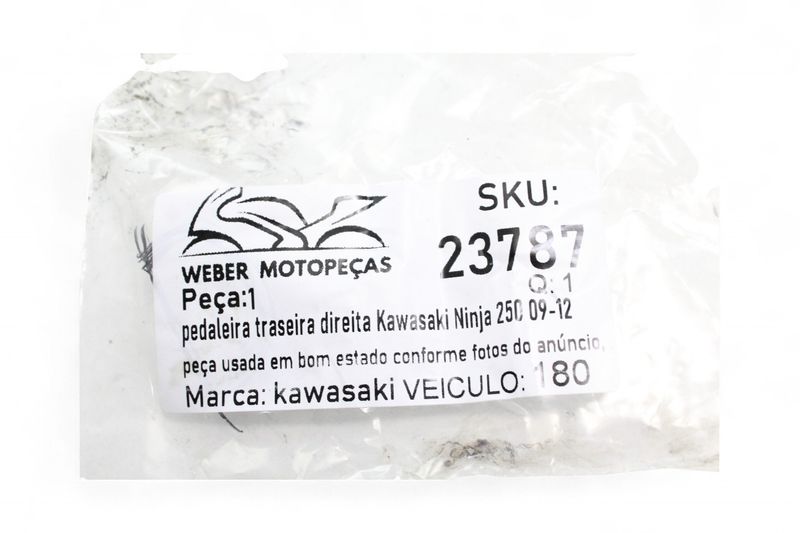 SKU:
23787
WEBER MOTOPEÇAS
Q: 1
Peça:1
pedaleira traseira direita Kawasaki Ninja 250 09-12
peça usada em bom estado conforme fotos do anúncio,
Marca: kawasaki VEICULO: 180